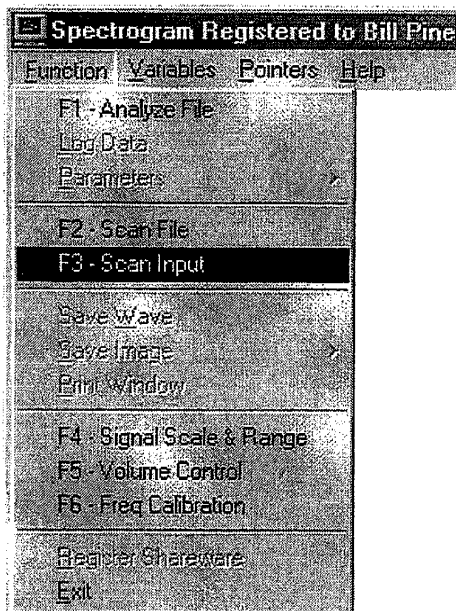 Spectrogram Registered to Bill Pine
Function Variables Pointers Help
F1 - Analyze File
Log Data
Parameters
F2 - Scan File
F3 - Scan Input
Save Wave
Save Image
Print Window
F4 - Signal Scale & Range
F5 - Volume Control
F6 - Freq Calibration
Register Shareware
Exit